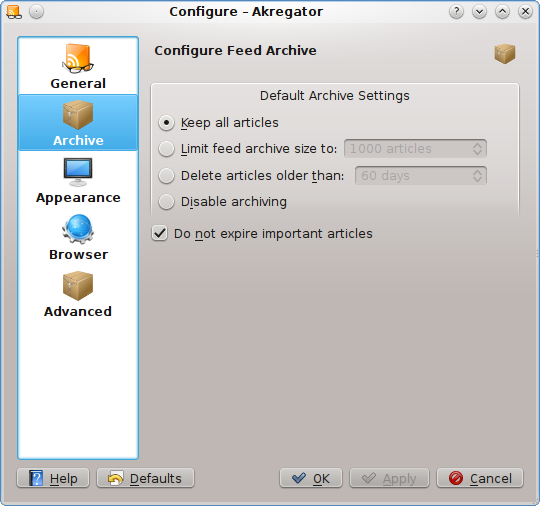 Configure – Akregator
General
Archive
Appearance
Browser
Advanced
Configure Feed Archive
Default Archive Settings
Keep all articles
Limit feed archive size to: 1000 articles
Delete articles older than: 60 days
Disable archiving
Do not expire important articles
Help Defaults OK Apply Cancel